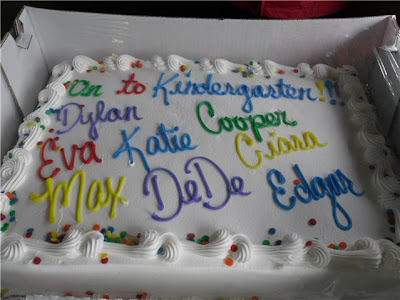 On to Kindergarten!!
Dylan Cooper
Eva Katie Ciara
Max DeDe Edgar